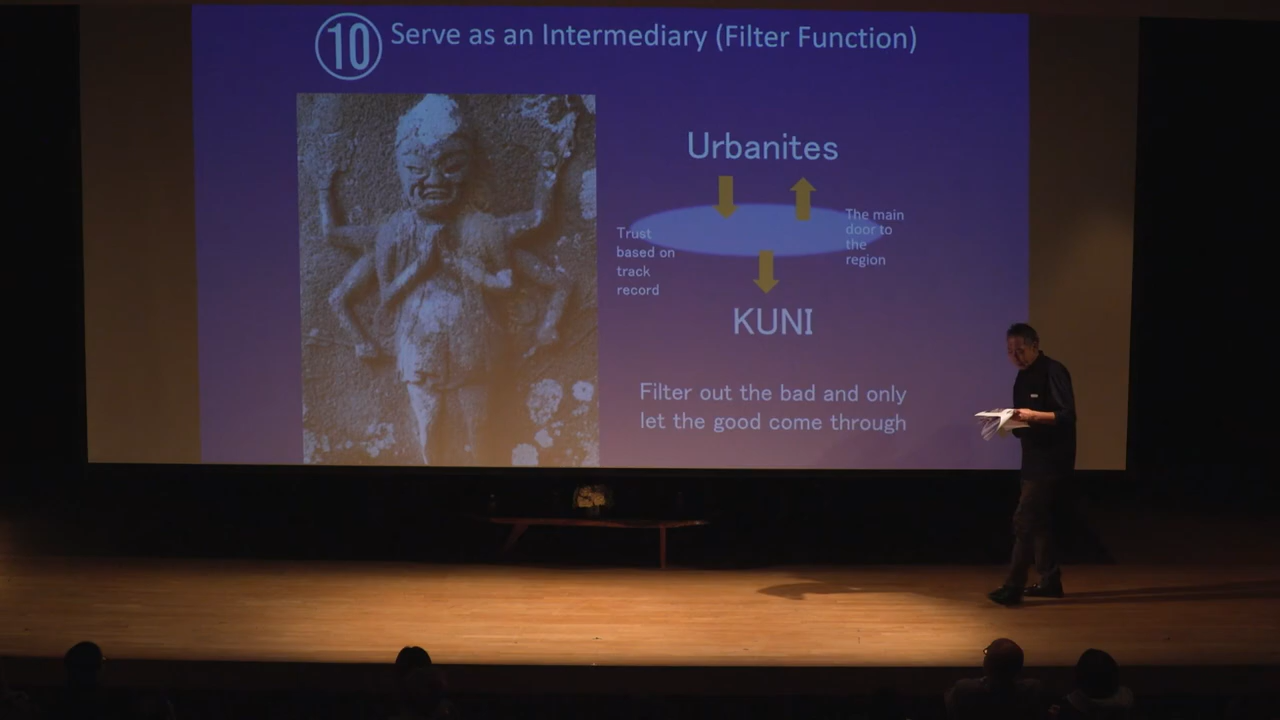 10 Serve as an Intermediary (Filter Function)
Urbanites
Trust
based on
track
record
The main
door to
the
region
KUNI
Filter out the bad and only
let the good come through